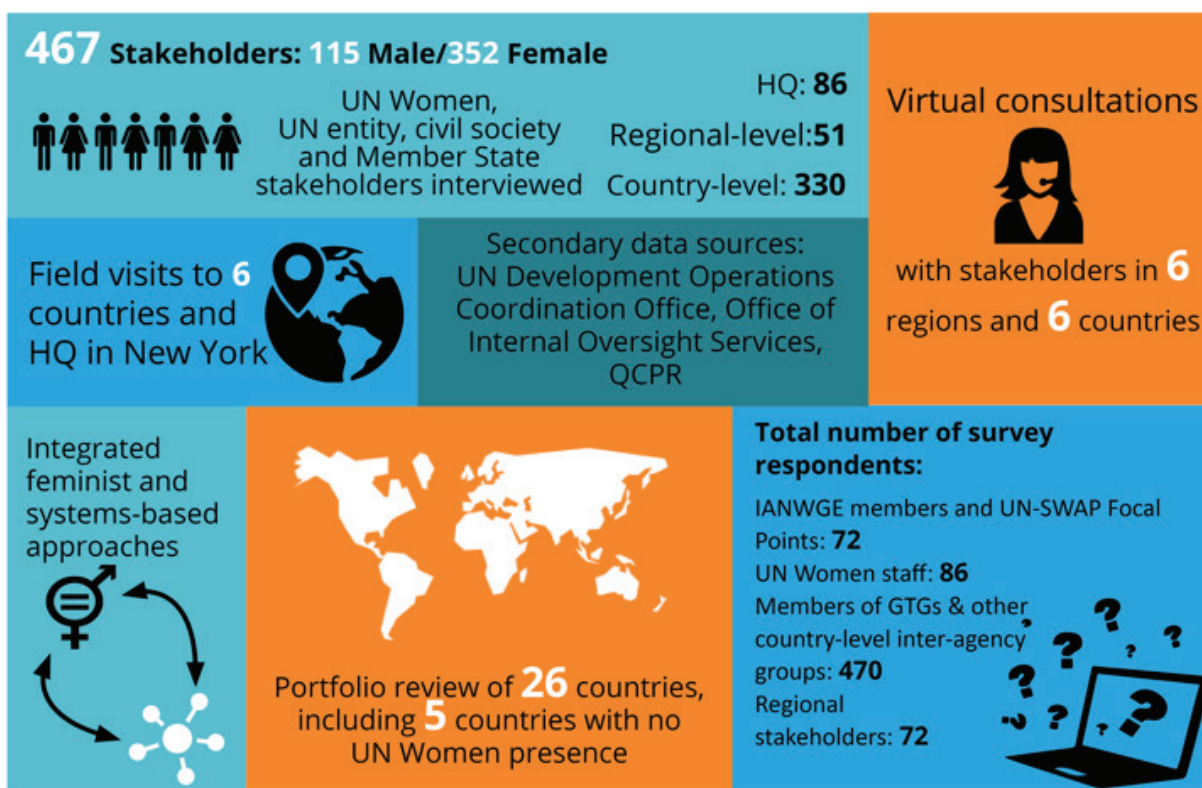 467 Stakeholders: 115 Male/352 Female
UN Women,
UN entity, civil society
and Member State
stakeholders interviewed
HQ: 86
Regional-level:51
Country-level: 330
Virtual consultations
with stakeholders in 6
regions and 6 countries
Field visits to 6
countries and
HQ in New York
Secondary data sources:
UN Development Operations
Coordination Office, Office of
Internal Oversight Services,
QCPR
Integrated
feminist and
systems-based
approaches
Portfolio review of 26 countries,
including 5 countries with no
UN Women presence
Total number of survey
respondents:
IANWGE members and UN-SWAP Focal
Points: 72
UN Women staff: 86
Members of GTGs & other
country-level inter-agency
groups: 470
Regional
stakeholders: 72